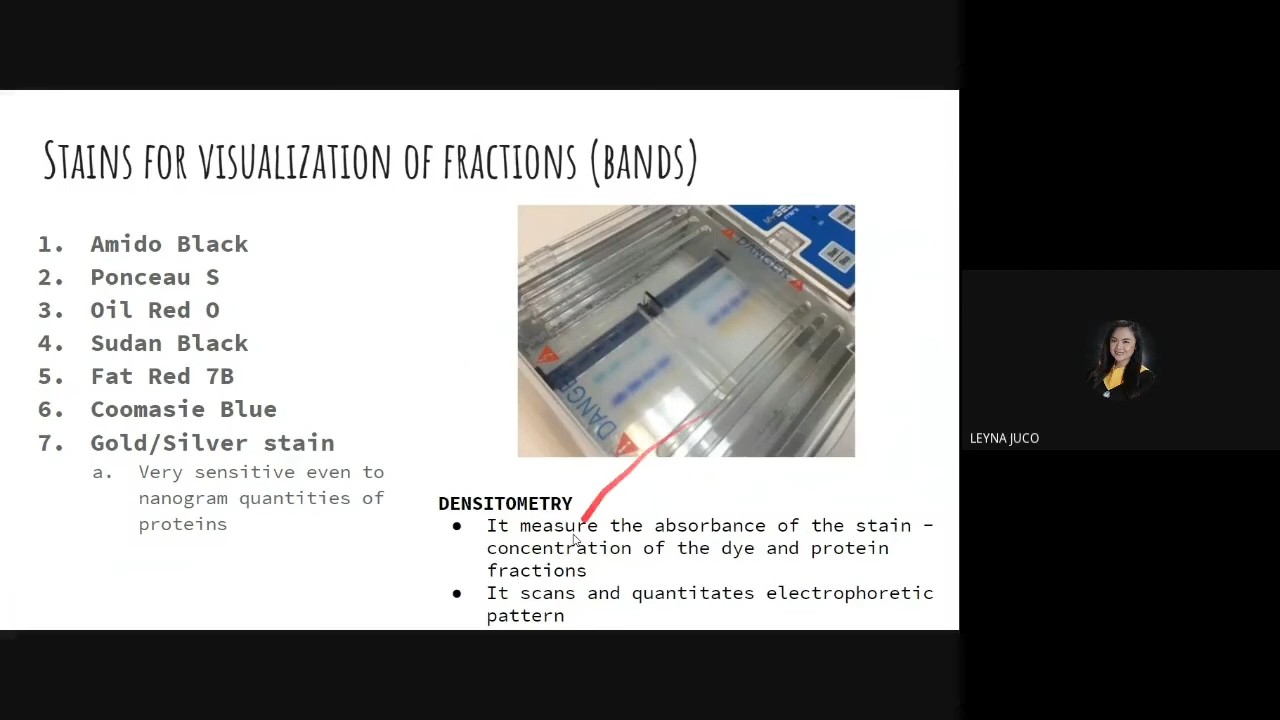 STAINS FOR VISUALIZATION OF FRACTIONS (BANDS)
1. Amido Black
2. Ponceau S
3. Oil Red O
4. Sudan Black
5. Fat Red 7B
6. Coomasie Blue
7. Gold/Silver stain
a. Very sensitive even to
nanogram quantities of
proteins
DANGER
DANGE
DENSITOMETRY
● It measure the absorbance of the stain -
concentration of the dye and protein
fractions
● It scans and quantitates electrophoretic
pattern
LEYNA JUCO